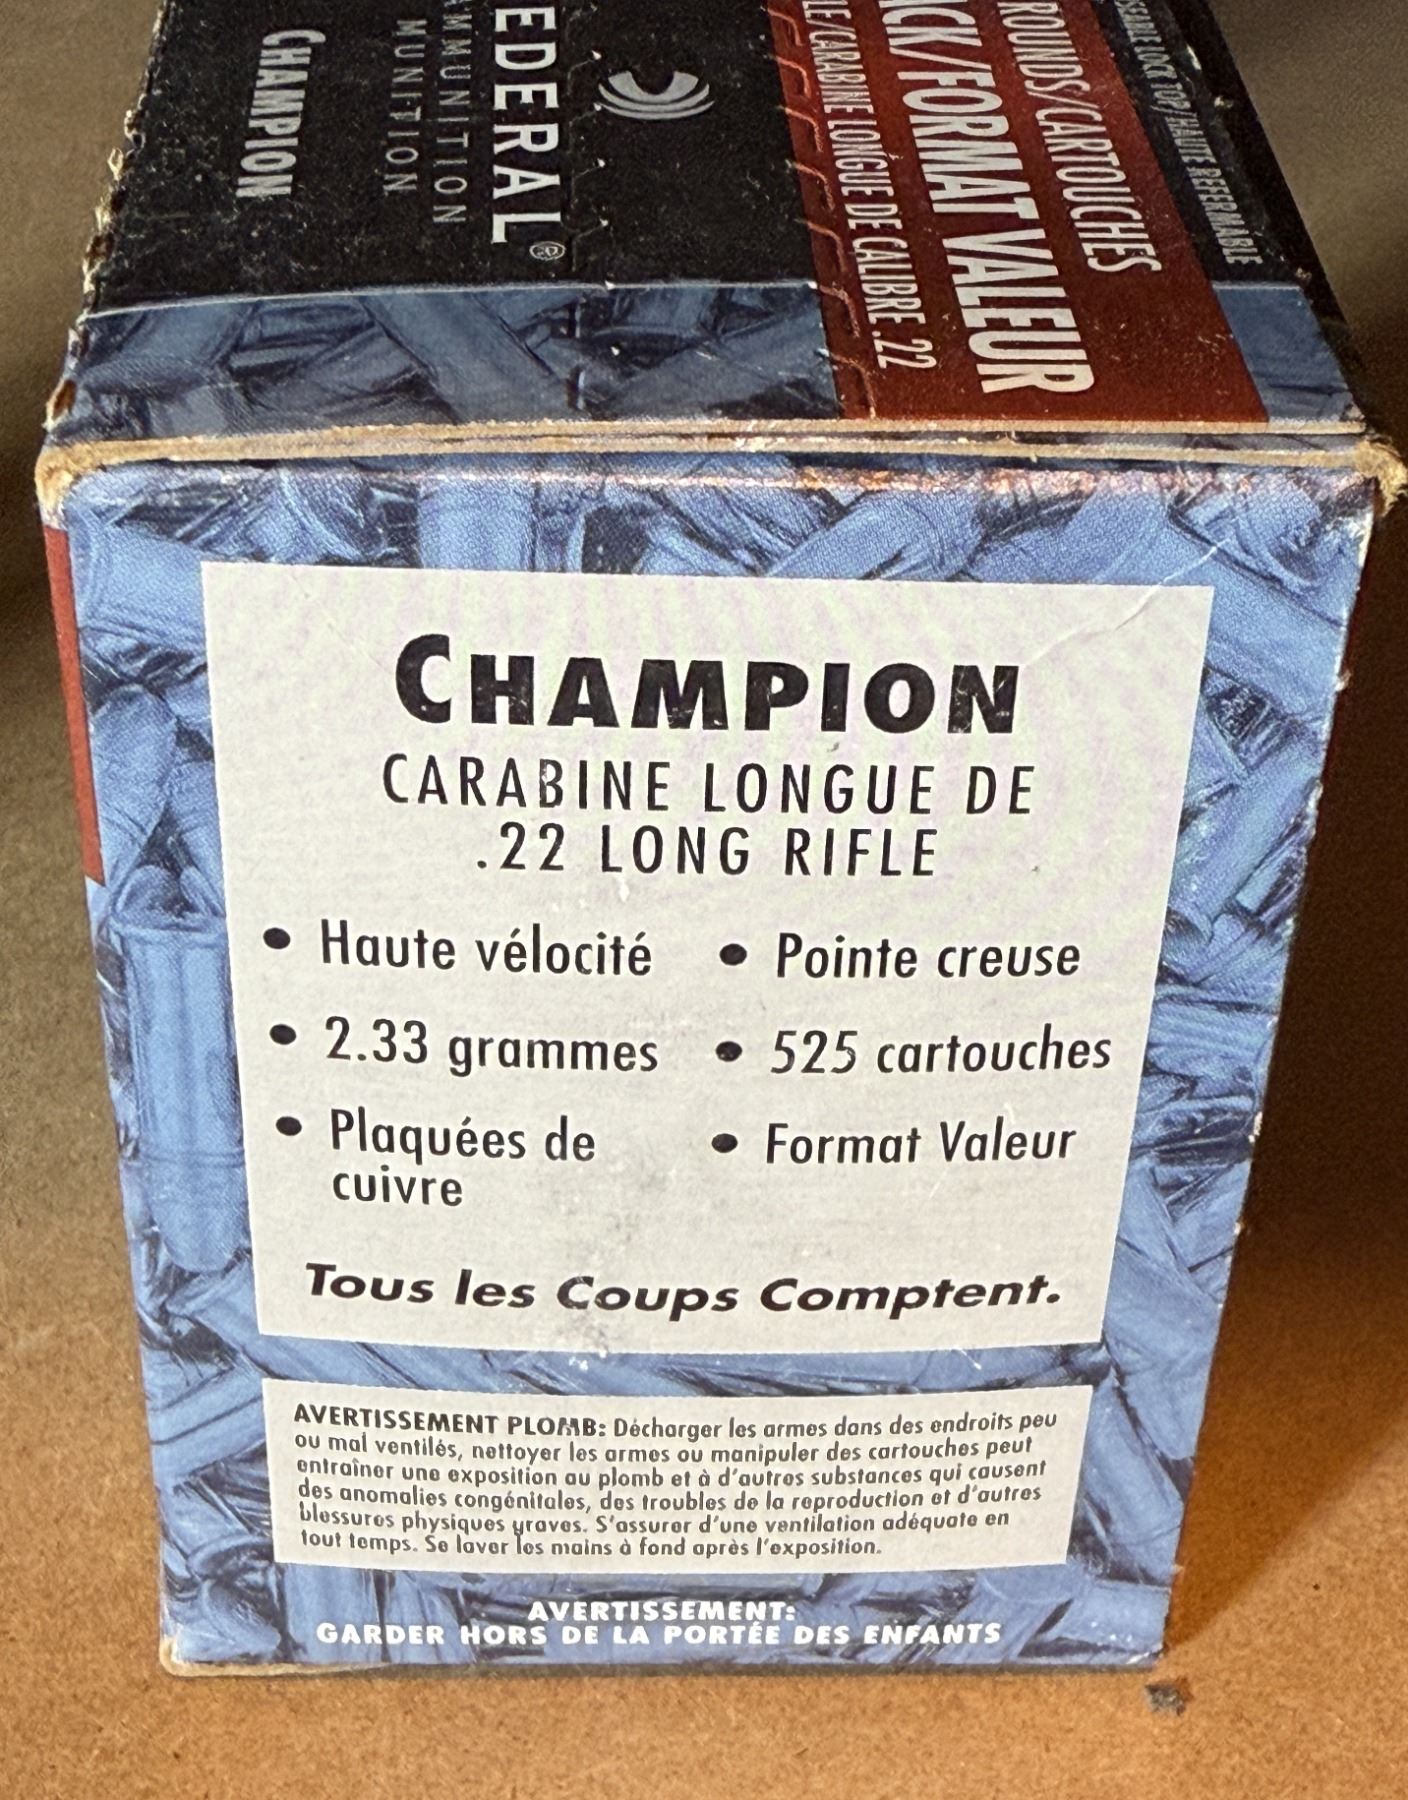 CHAMPION
AMMUNITION
MUNITION
ROUNDS/CARTOUCHES
/FORMAT VALEUR
/CARABINE LONGUE DE CALIBRE .22
LOCK TOP/HAUTE REFERMABLE
CHAMPION
CARABINE LONGUE DE
.22 LONG RIFLE
• Haute vélocité
• Pointe creuse
• 2.33 grammes
• 525 cartouches
• Plaquées de
cuivre
• Format Valeur
Tous les Coups Comptent.
AVERTISSEMENT PLOMB: Décharger les armes dans des endroits peu
ou mal ventilés, nettoyer les armes ou manipuler des cartouches peut
entraîner une exposition au plomb et à d'autres substances qui causent
des anomalies congénitales, des troubles de la reproduction et d'autres
blessures physiques graves. S'assurer d'une ventilation adéquate en
tout temps. Se laver les mains à fond après l'exposition.
AVERTISSEMENT:
GARDER HORS DE LA PORTÉE DES ENFANTS